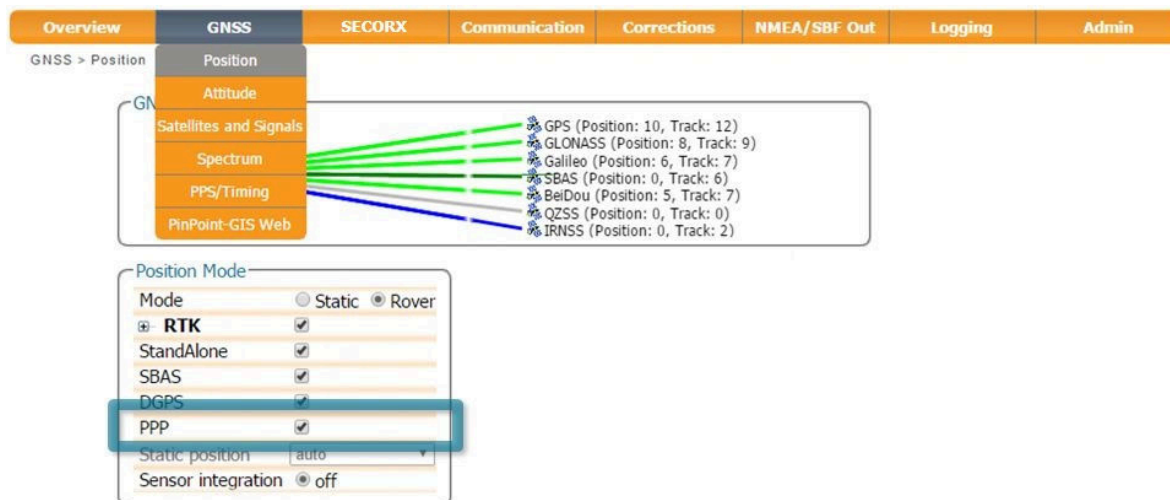 Overview GNSS SECORX Communication Corrections NMEA/SBF Out Logging Admin
GNSS > Position
Position
Attitude
Satellites and Signals
Spectrum
PPS/Timing
PinPoint-GIS Web
GN
GPS (Position: 10, Track: 12)
GLONASS (Position: 8, Track: 9)
Galileo (Position: 6, Track: 7)
SBAS (Position: 0, Track: 6)
BeiDou (Position: 5, Track: 7)
QZSS (Position: 0, Track: 0)
IRNSS (Position: 0, Track: 2)
Position Mode
Mode Static Rover
RTK
StandAlone
SBAS
DGPS
PPP
Static position auto
Sensor integration off